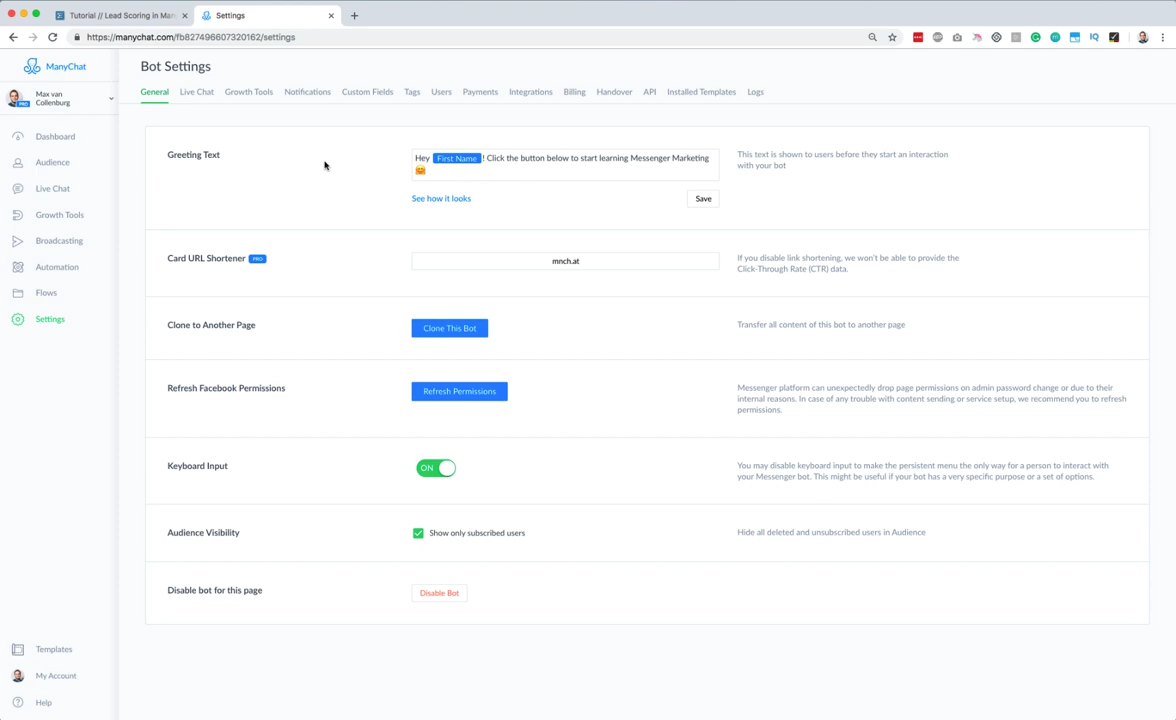 Tutorial // Lead Scoring in Man
Settings
https://manychat.com/fb827496607320162/settings
ManyChat
Bot Settings
Max van
Collenburg
PRO
General
Live Chat
Growth Tools
Notifications
Custom Fields
Tags
Users
Payments
Integrations
Billing
Handover
API
Installed Templates
Logs
Dashboard
Audience
Live Chat
Growth Tools
Broadcasting
Automation
Flows
Settings
Greeting Text
Hey First Name ! Click the button below to start learning Messenger Marketing
🤗
See how it looks
Save
This text is shown to users before they start an interaction
with your bot
Card URL Shortener PRO
mnch.at
If you disable link shortening, we won't be able to provide the
Click-Through Rate (CTR) data.
Clone to Another Page
Clone This Bot
Transfer all content of this bot to another page
Refresh Facebook Permissions
Refresh Permissions
Messenger platform can unexpectedly drop page permissions on admin password change or due to their
internal reasons. In case of any trouble with content sending or service setup, we recommend you to refresh
permissions.
Keyboard Input
ON
You may disable keyboard input to make the persistent menu the only way for a person to interact with
your Messenger bot. This might be useful if your bot has a very specific purpose or a set of options.
Audience Visibility
Show only subscribed users
Hide all deleted and unsubscribed users in Audience
Disable bot for this page
Disable Bot
Templates
My Account
Help